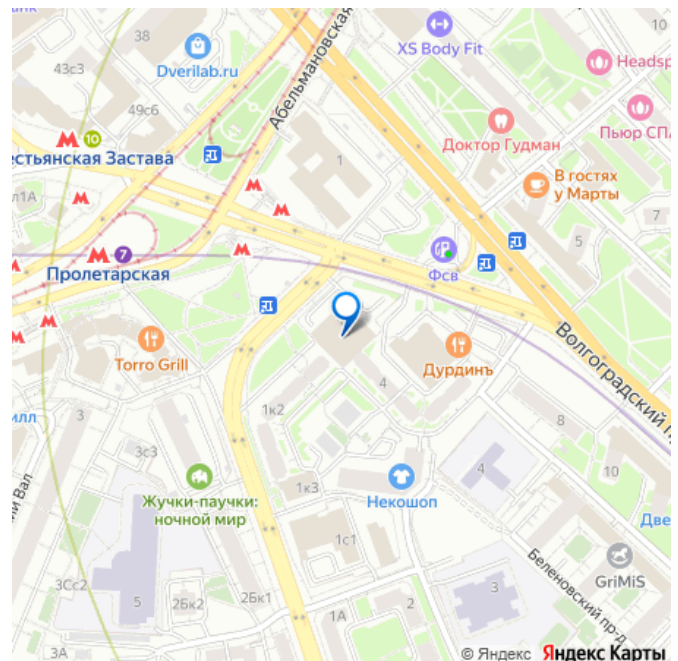 38
10
XS Body Fit
43с3
Dverilab.ru
Headsp
Абельмановская
49с6
10
Доктор Гудман
Пьюр СПА
естьянская Застава
1
В гостях
у Марты
л1А
7
5
7
Пролетарская
Фсв
Волгоградский п
Torro Grill
Дурдинъ
4
1к2
8
илл
3
3с3
4
10
1к3
Жучки-паучки:
ночной мир
Некошоп
ий Вал
Две
1с1
Беленовский пр-д
GriMiS
3Сс2
5
2Бк2
2Бк1
3
1А
2
3А
© Яндекс Яндекс Карты